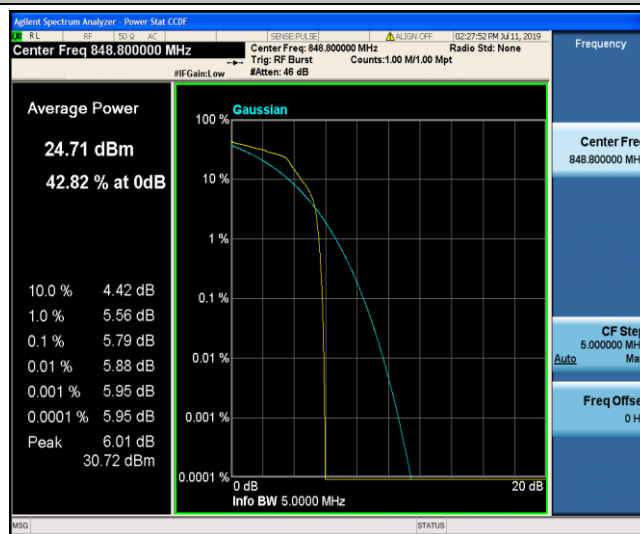 Agilent Spectrum Analyzer - Power Stat CCDF
RL RF 50 Ω AC SENSE:PULSE ALIGN OFF 02:27:52 PM Jul 11, 2019
Center Freq 848.800000 MHz
Center Freq: 848.800000 MHz Radio Std: None
Trig: RF Burst Counts:1.00 M/1.00 Mpt
#IFGain:Low #Atten: 46 dB
Frequency
Average Power
24.71 dBm
42.82 % at 0dB
10.0 % 4.42 dB
1.0 % 5.56 dB
0.1 % 5.79 dB
0.01 % 5.88 dB
0.001 % 5.95 dB
0.0001 % 5.95 dB
Peak 6.01 dB
30.72 dBm
Gaussian
100 %
10 %
1 %
0.1 %
0.01 %
0.001 %
0.0001 %
0 dB 20 dB
Info BW 5.0000 MHz
Center Fre
848.800000 MH
CF Step
5.000000 MH
Auto Ma
Freq Offse
0 H
MSG STATUS